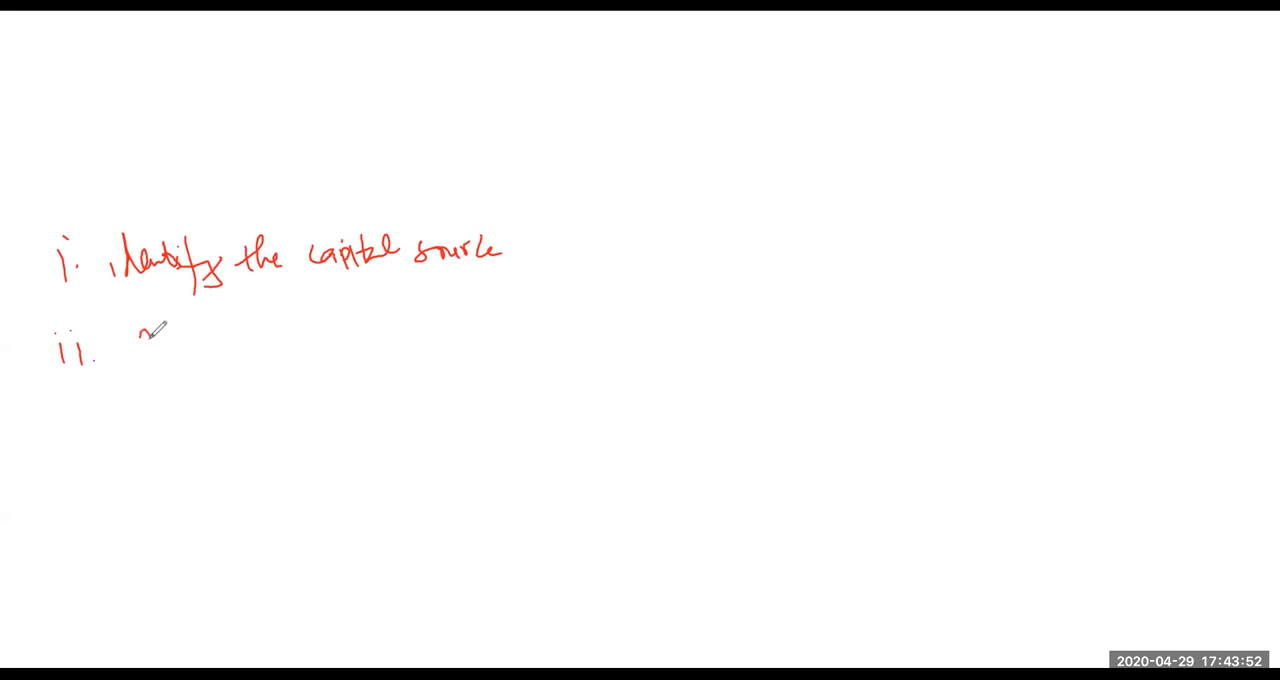 i. identify the capital source
ii.
2020-04-29 17:43:52